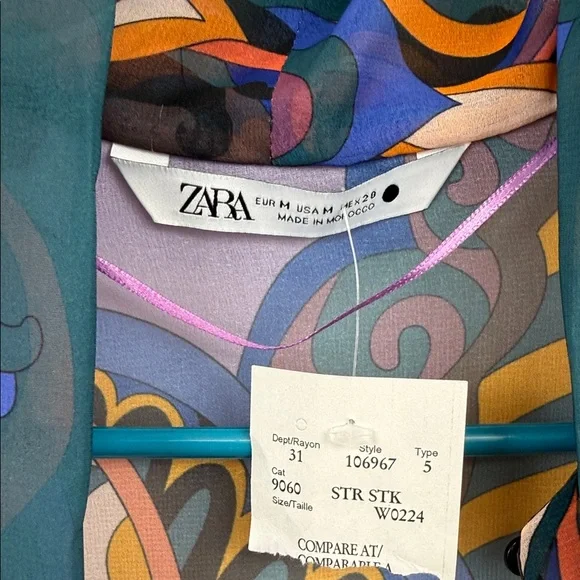 ZARA
EUR M USA M MEX 28
MADE IN MOROCCO
Dept/Rayon Style Type
31 106967 5
Cat
9060 STR STK
Size/Taille W0224
COMPARE AT/
COMPARABLE A